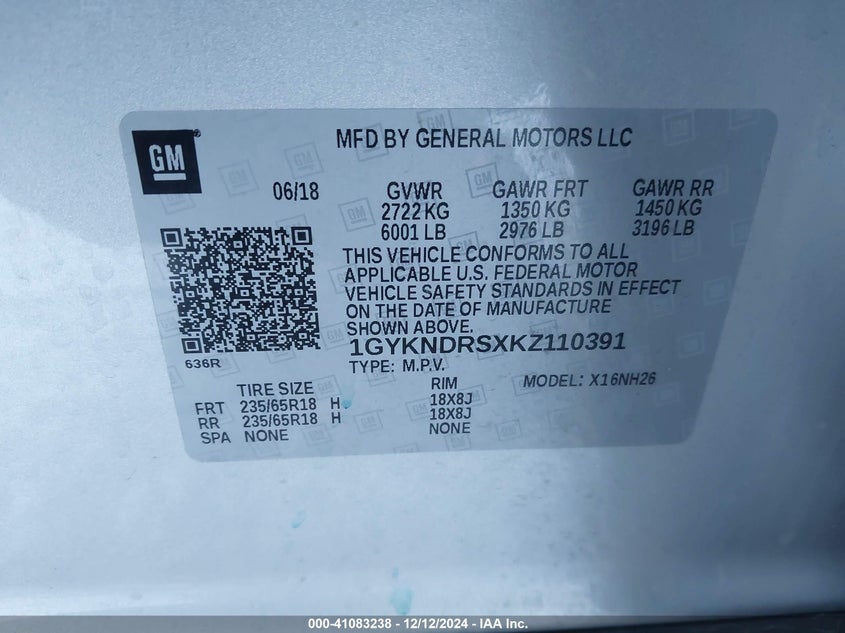 GM®
MFD BY GENERAL MOTORS LLC
06/18 GVWR GAWR FRT GAWR RR
2722 KG 1350 KG 1450 KG
6001 LB 2976 LB 3196 LB
THIS VEHICLE CONFORMS TO ALL
APPLICABLE U.S. FEDERAL MOTOR
VEHICLE SAFETY STANDARDS IN EFFECT
ON THE DATE OF MANUFACTURE
SHOWN ABOVE.
1GYKNDRSXKZ110391
636R
TYPE: M.P.V. MODEL: X16NH26
TIRE SIZE RIM
FRT 235/65R18 H 18X8J
RR 235/65R18 H 18X8J
SPA NONE NONE
000-41083238 - 12/12/2024 - IAA Inc.